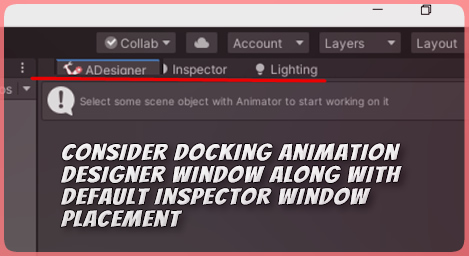 Collab Account Layers Layout
ADesigner Inspector Lighting
Select some scene object with Animator to start working on it
CONSIDER DOCKING ANIMATION
DESIGNER WINDOW ALONG WITH
DEFAULT INSPECTOR WINDOW
PLACEMENT